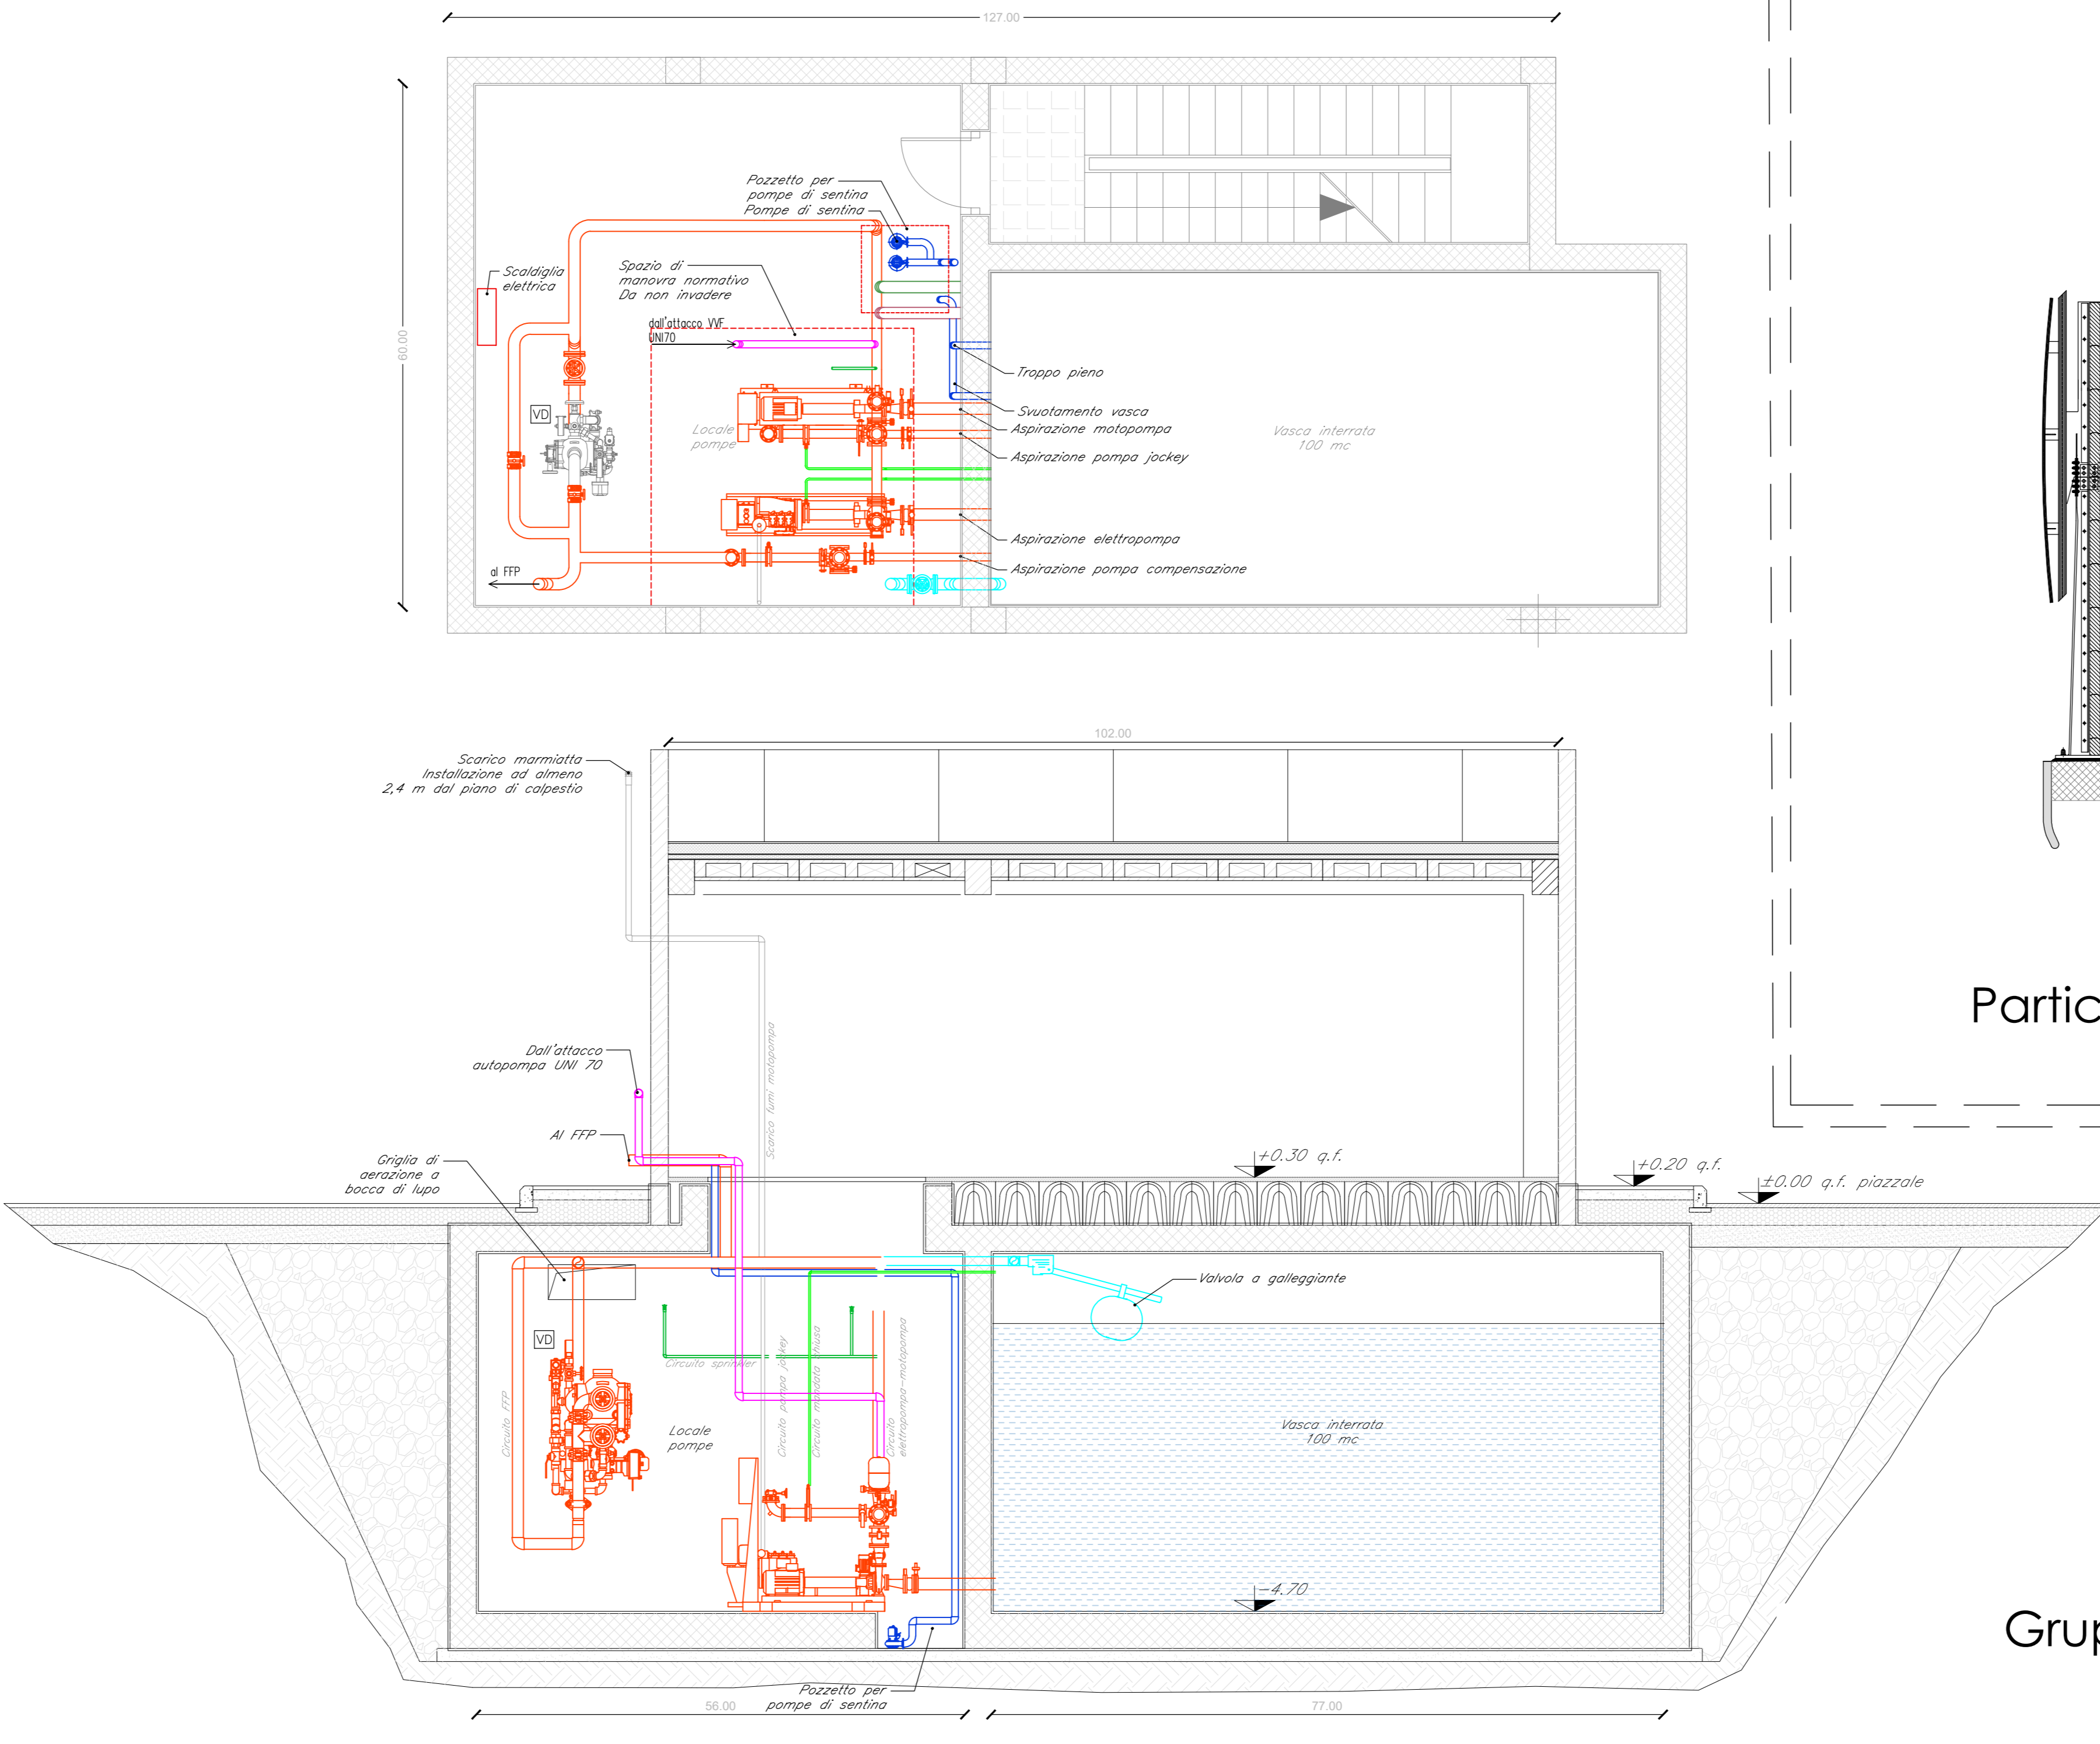 127.00
60.00
Pozzetto per
pompe di sentina
Pompe di sentina
Scaldiglia
elettrica
Spazio di
manovra normativo
Da non invadere
dall'attacco VVF
UNI70
VD
Locale
pompe
Troppo pieno
Svuotamento vasca
Aspirazione motopompa
Aspirazione pompa jockey
Vasca interrata
100 mc
Aspirazione elettropompa
Aspirazione pompa compensazione
al FFP
102.00
Scarico marmiatta
Installazione ad almeno
2,4 m dal piano di calpestio
Scarico fumi motopompa
Dall'attacco
autopompa UNI 70
Al FFP
Griglia di
aerazione a
bocca di lupo
+0.30 q.f.
+0.20 q.f.
±0.00 q.f. piazzale
Valvola a galleggiante
VD
Circuito sprinkler
Circuito FFP
Locale
pompe
Circuito pompa jockey
Circuito mandata chiusa
Circuito
elettropompa-motopompa
Vasca interrata
100 mc
-4.70
Pozzetto per
pompe di sentina
56.00
77.00
Partic
Grup